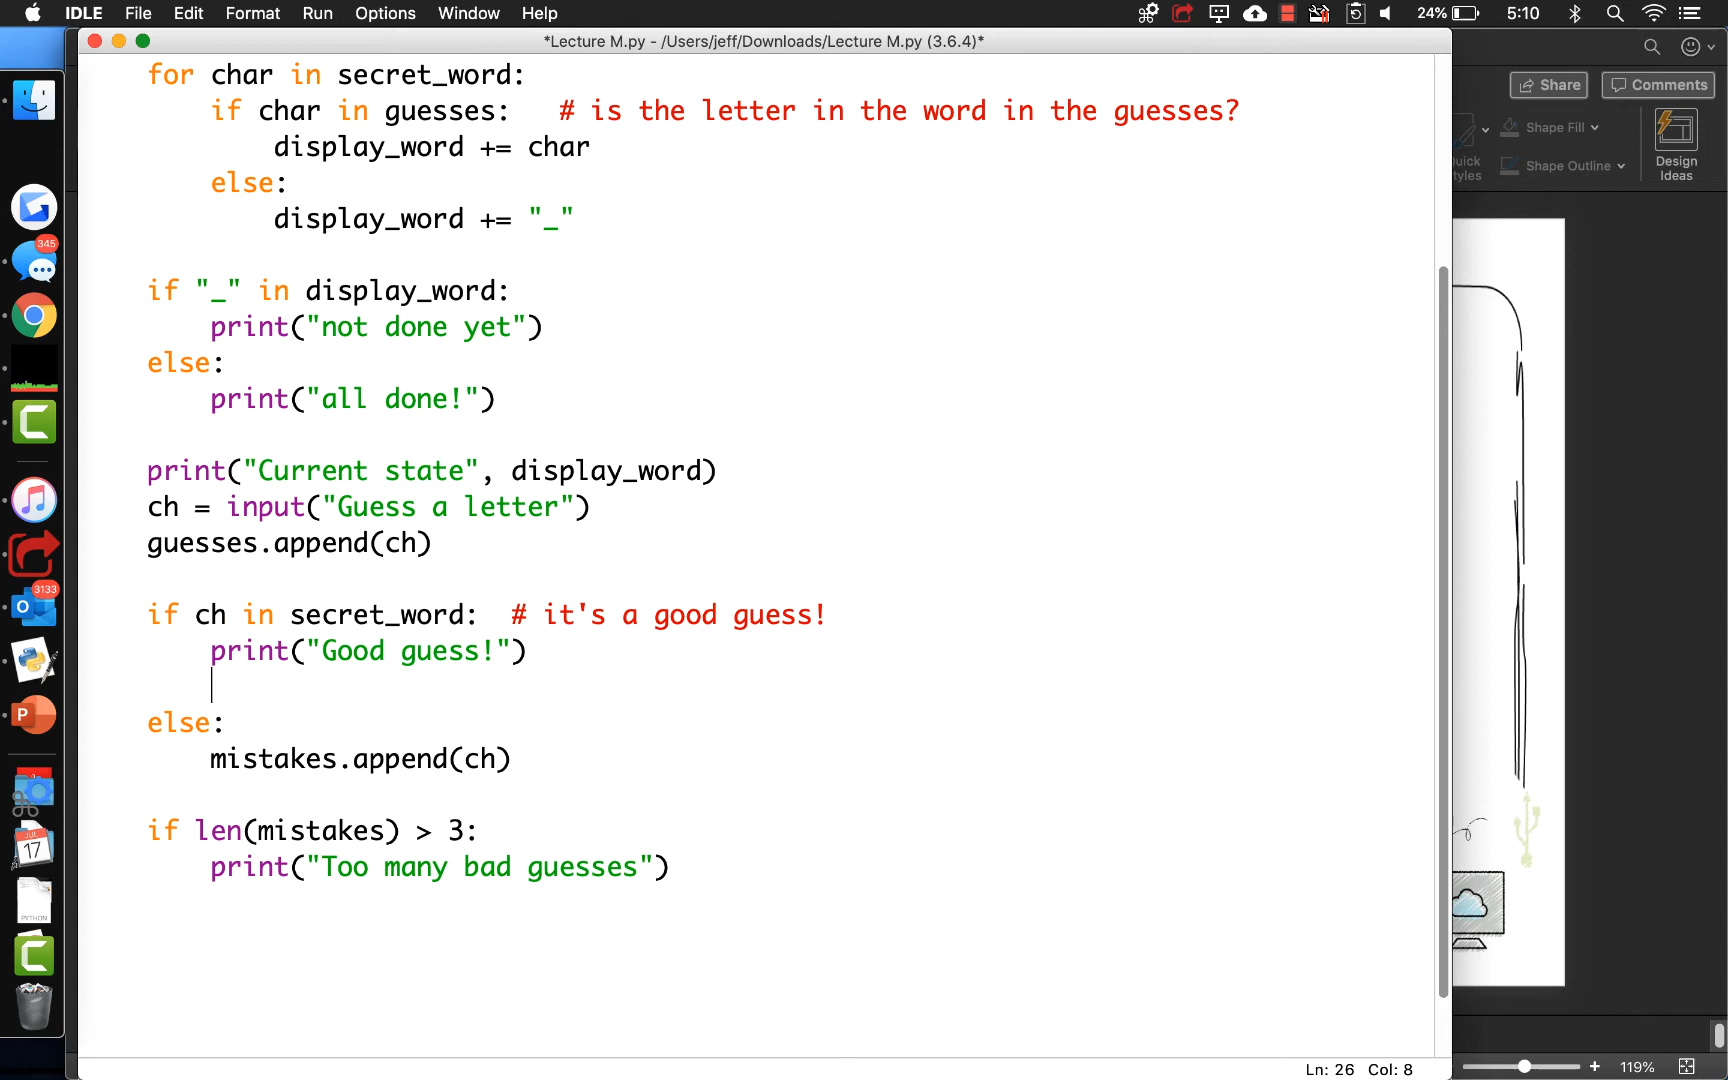 IDLE File Edit Format Run Options Window Help 24% 5:10
*Lecture M.py - /Users/jeff/Downloads/Lecture M.py (3.6.4)*
for char in secret_word:
if char in guesses: # is the letter in the word in the guesses?
display_word += char
else:
display_word += "_"
if "_" in display_word:
print("not done yet")
else:
print("all done!")
print("Current state", display_word)
ch = input("Guess a letter")
guesses.append(ch)
if ch in secret_word: # it's a good guess!
print("Good guess!")
else:
mistakes.append(ch)
if len(mistakes) > 3:
print("Too many bad guesses")
Ln: 26 Col: 8
Share Comments
Shape Fill
Shape Outline
Design
Ideas
119%
345
3133
JUL
17
PYTHON